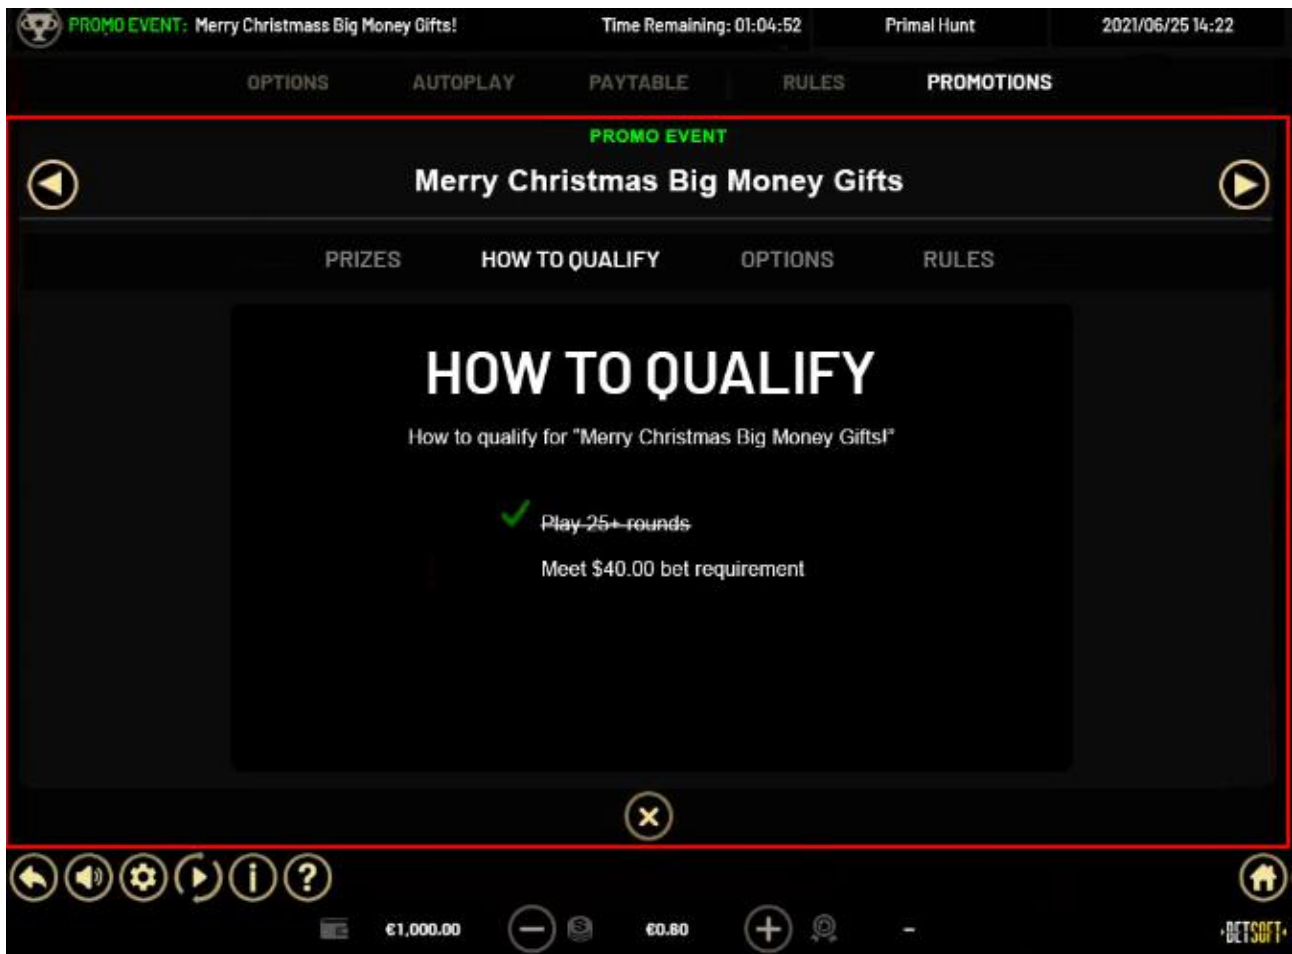 PROMO EVENT: Merry Christmass Big Money Gifts! Time Remaining: 01:04:52 Primal Hunt 2021/06/25 14:22
OPTIONS AUTOPLAY PAYTABLE RULES PROMOTIONS
PROMO EVENT
Merry Christmas Big Money Gifts
PRIZES HOW TO QUALIFY OPTIONS RULES
HOW TO QUALIFY
How to qualify for "Merry Christmas Big Money Gifts!"
Play 25+ rounds
Meet $40.00 bet requirement
€1,000.00 €0.60 -
BETSOFT